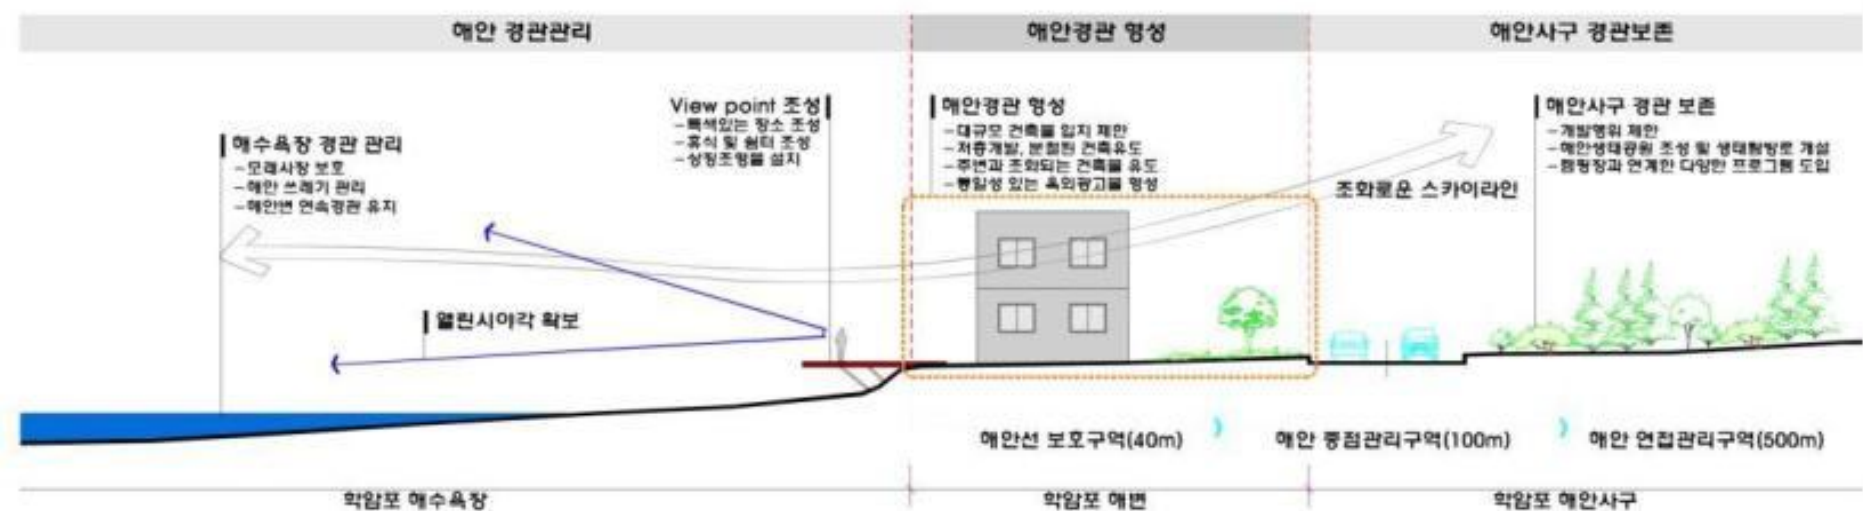 해안 경관관리
해안경관 형성
해안사구 경관보존
해수욕장 경관 관리
-모래사장 보호
-해안 쓰레기 관리
-해안변 연속경관 유지
View point 조성
-특색있는 장소 조성
-휴식 및 쉼터 조성
-상징조형물 설치
해안경관 형성
-대규모 건축물 입지 제한
-저층개발, 분절된 건축유도
-주변과 조화되는 건축물 유도
-통일성 있는 옥외광고물 형성
해안사구 경관 보존
-개발행위 제한
-해안생태공원 조성 및 생태탐방로 개설
-캠핑장과 연계한 다양한 프로그램 도입
조화로운 스카이라인
열린시야각 확보
해안선 보호구역(40m)
해안 중점관리구역(100m)
해안 연접관리구역(500m)
학암포 해수욕장
학암포 해변
학암포 해안사구